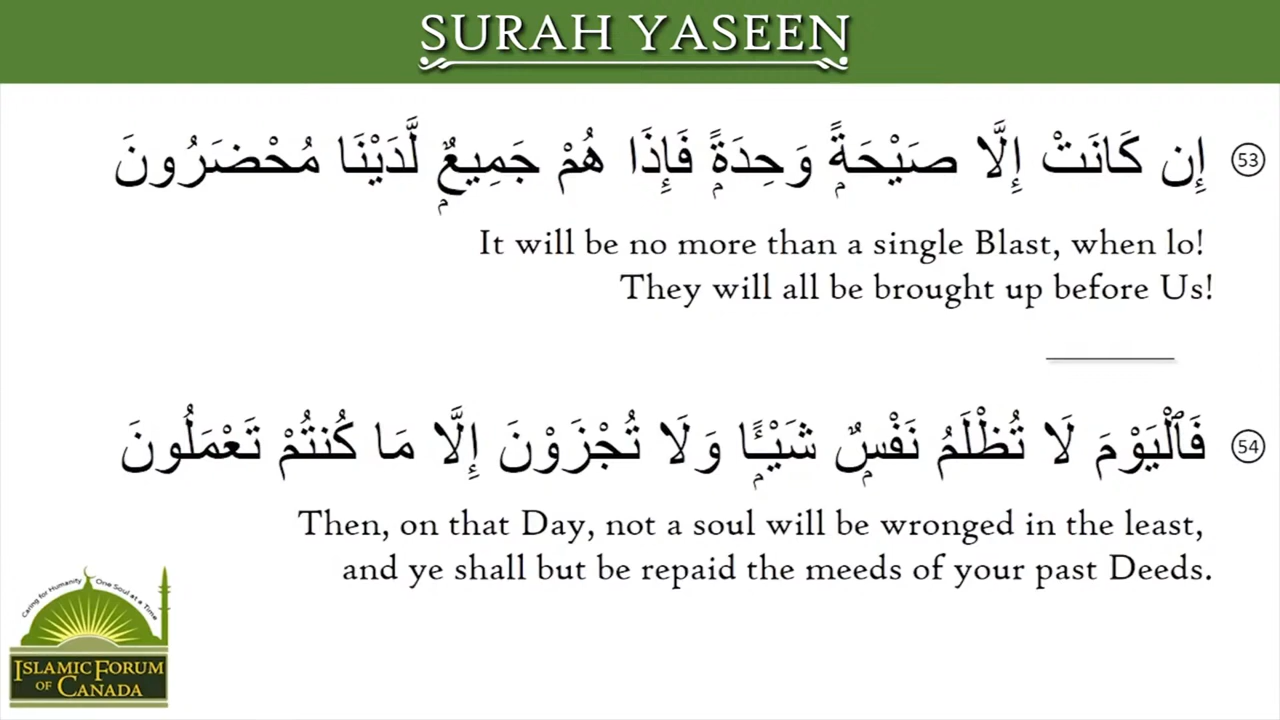 SURAH YASEEN
إِن كَانَتْ إِلَّا صَيْحَةًۭ وَحِدَةًۭ فَإِذَا هُمْ جَمِيعٌۭ لَّدَيْنَا مُحْضَرُونَ 53
It will be no more than a single Blast, when lo!
They will all be brought up before Us!
فَٱلْيَوْمَ لَا تُظْلَمُ نَفْسٌۭ شَيْـًۭٔا وَلَا تُجْزَوْنَ إِلَّا مَا كُنتُمْ تَعْمَلُونَ 54
Then, on that Day, not a soul will be wronged in the least,
and ye shall but be repaid the meeds of your past Deeds.
Caring for Humanity One Soul at a Time
ISLAMIC FORUM
OF CANADA